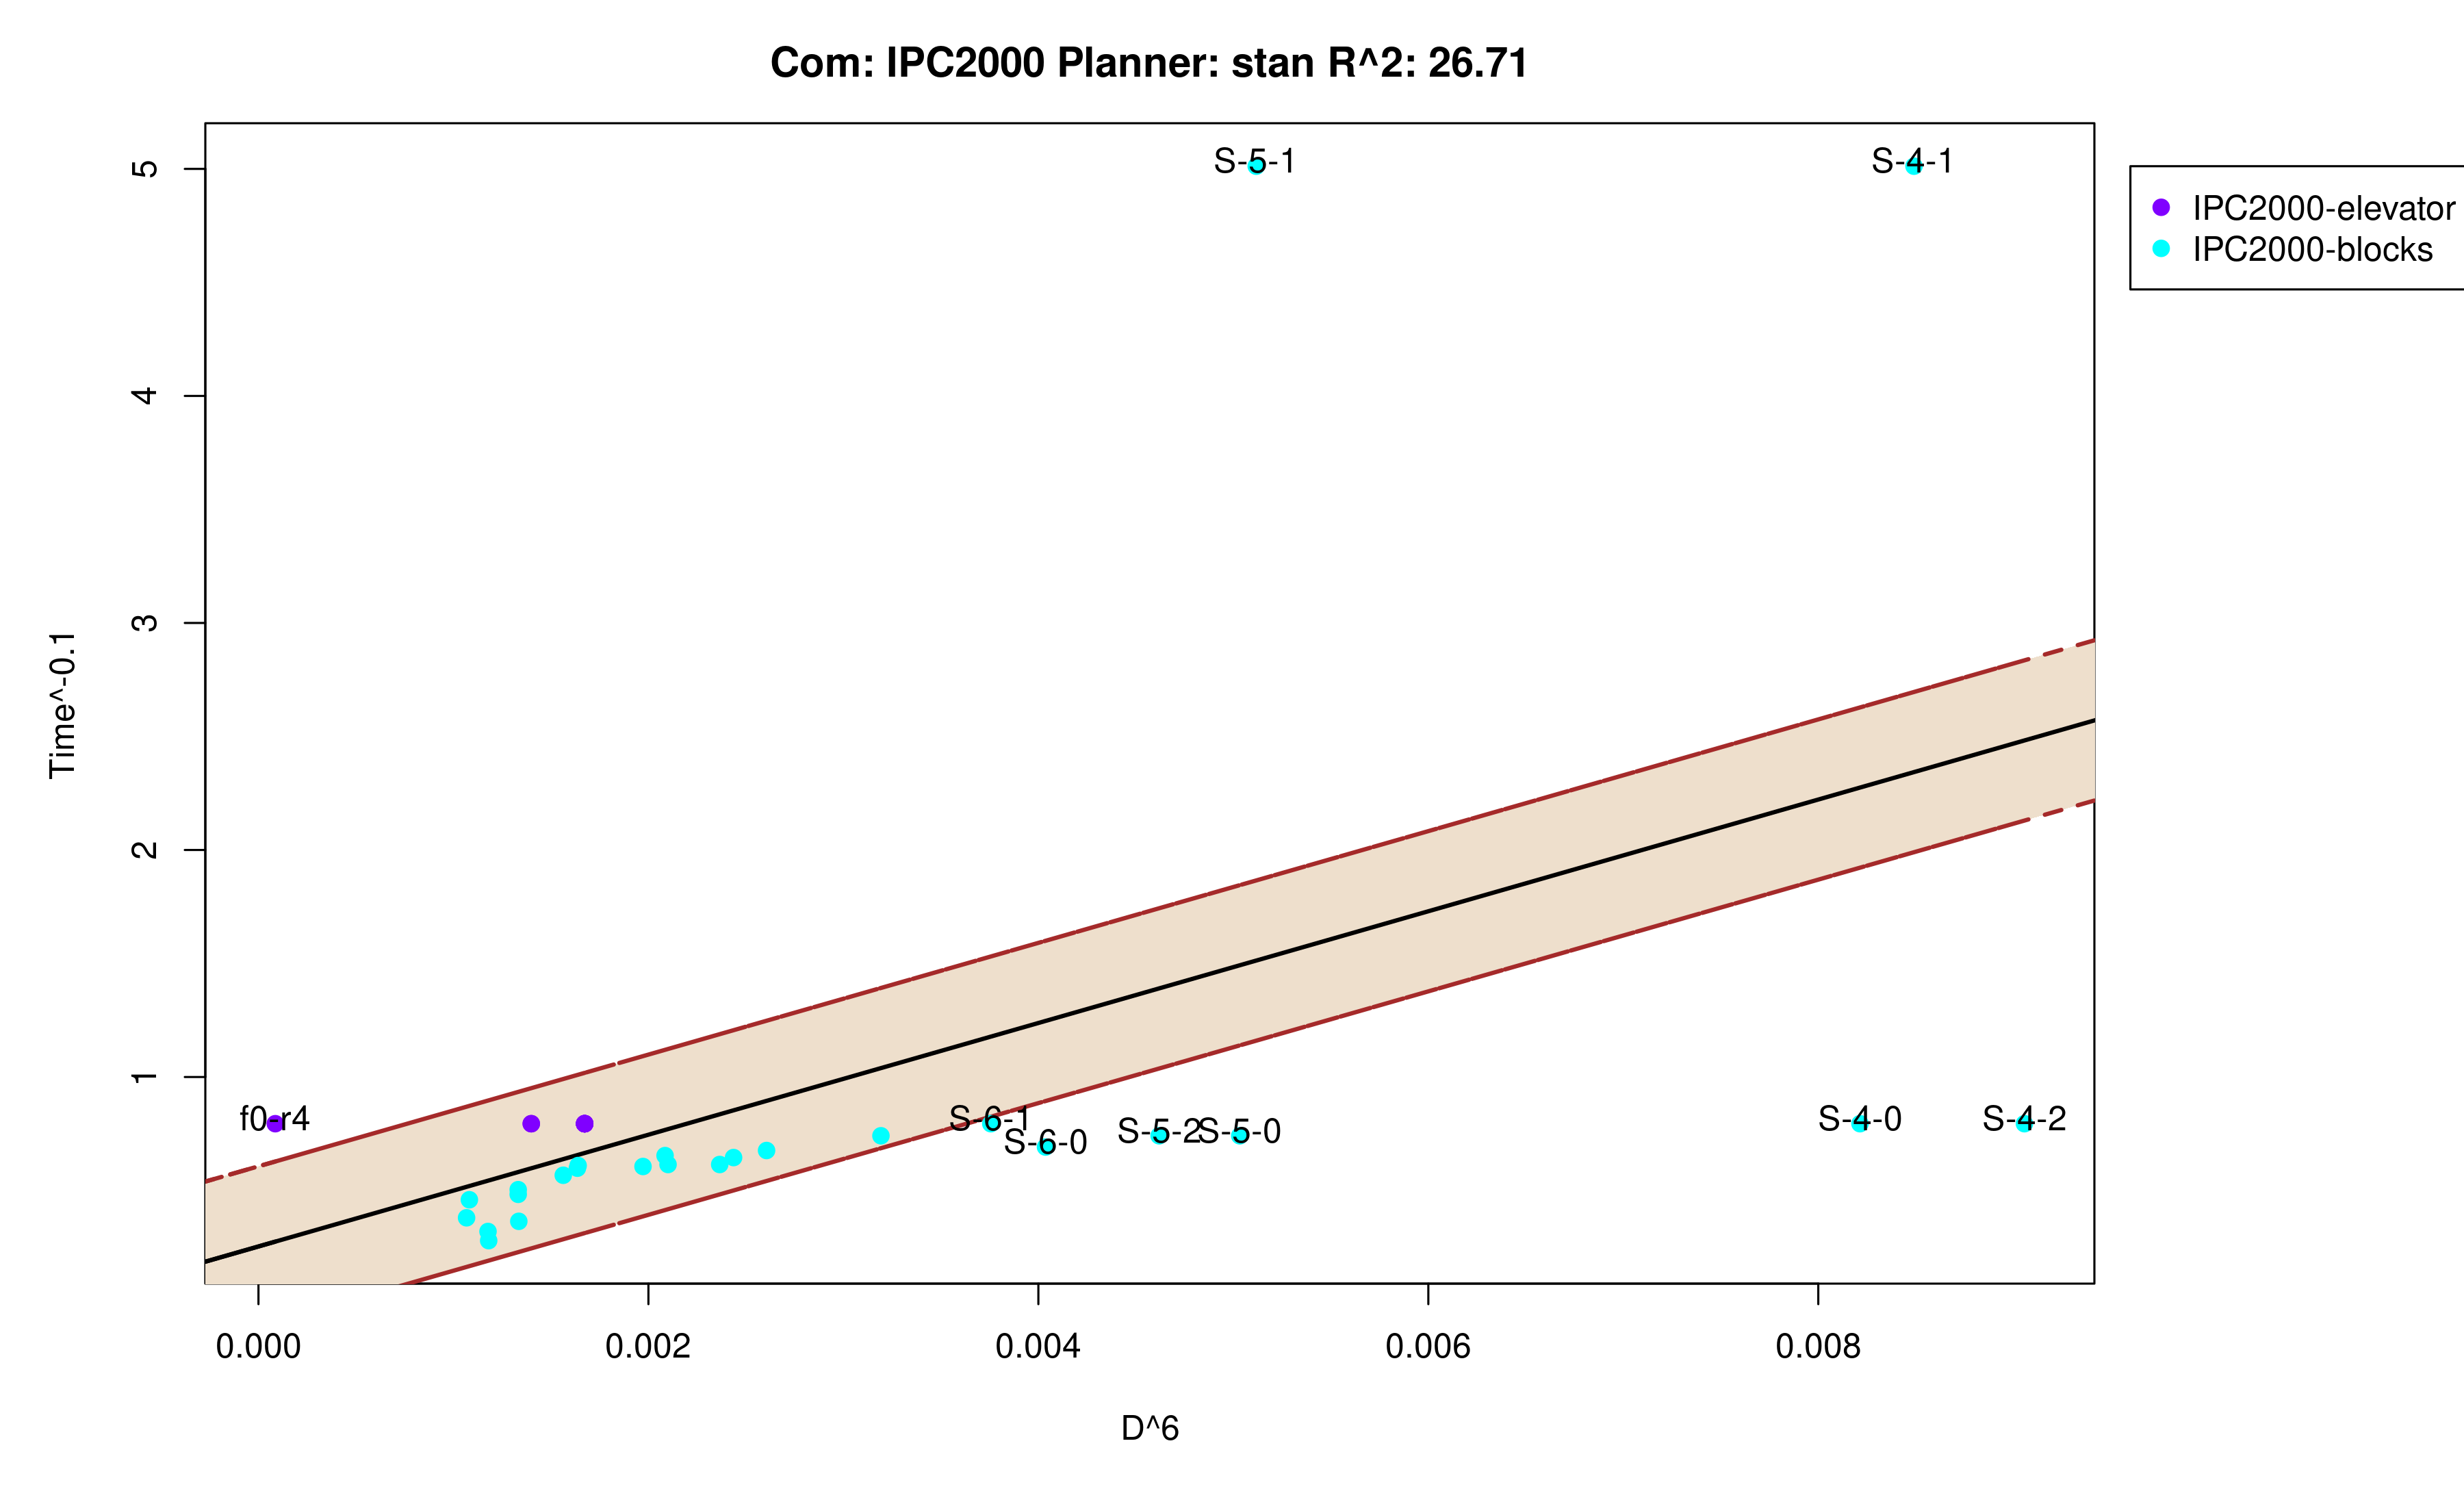 Com: IPC2000 Planner: stan R^2: 26.71
S-5-1
S-4-1
IPC2000-elevator
IPC2000-blocks
5
4
3
2
1
Time^-0.1
f0-r4
S-6-1
S-6-0
S-5-2
S-5-0
S-4-0
S-4-2
0.000
0.002
0.004
0.006
0.008
D^6